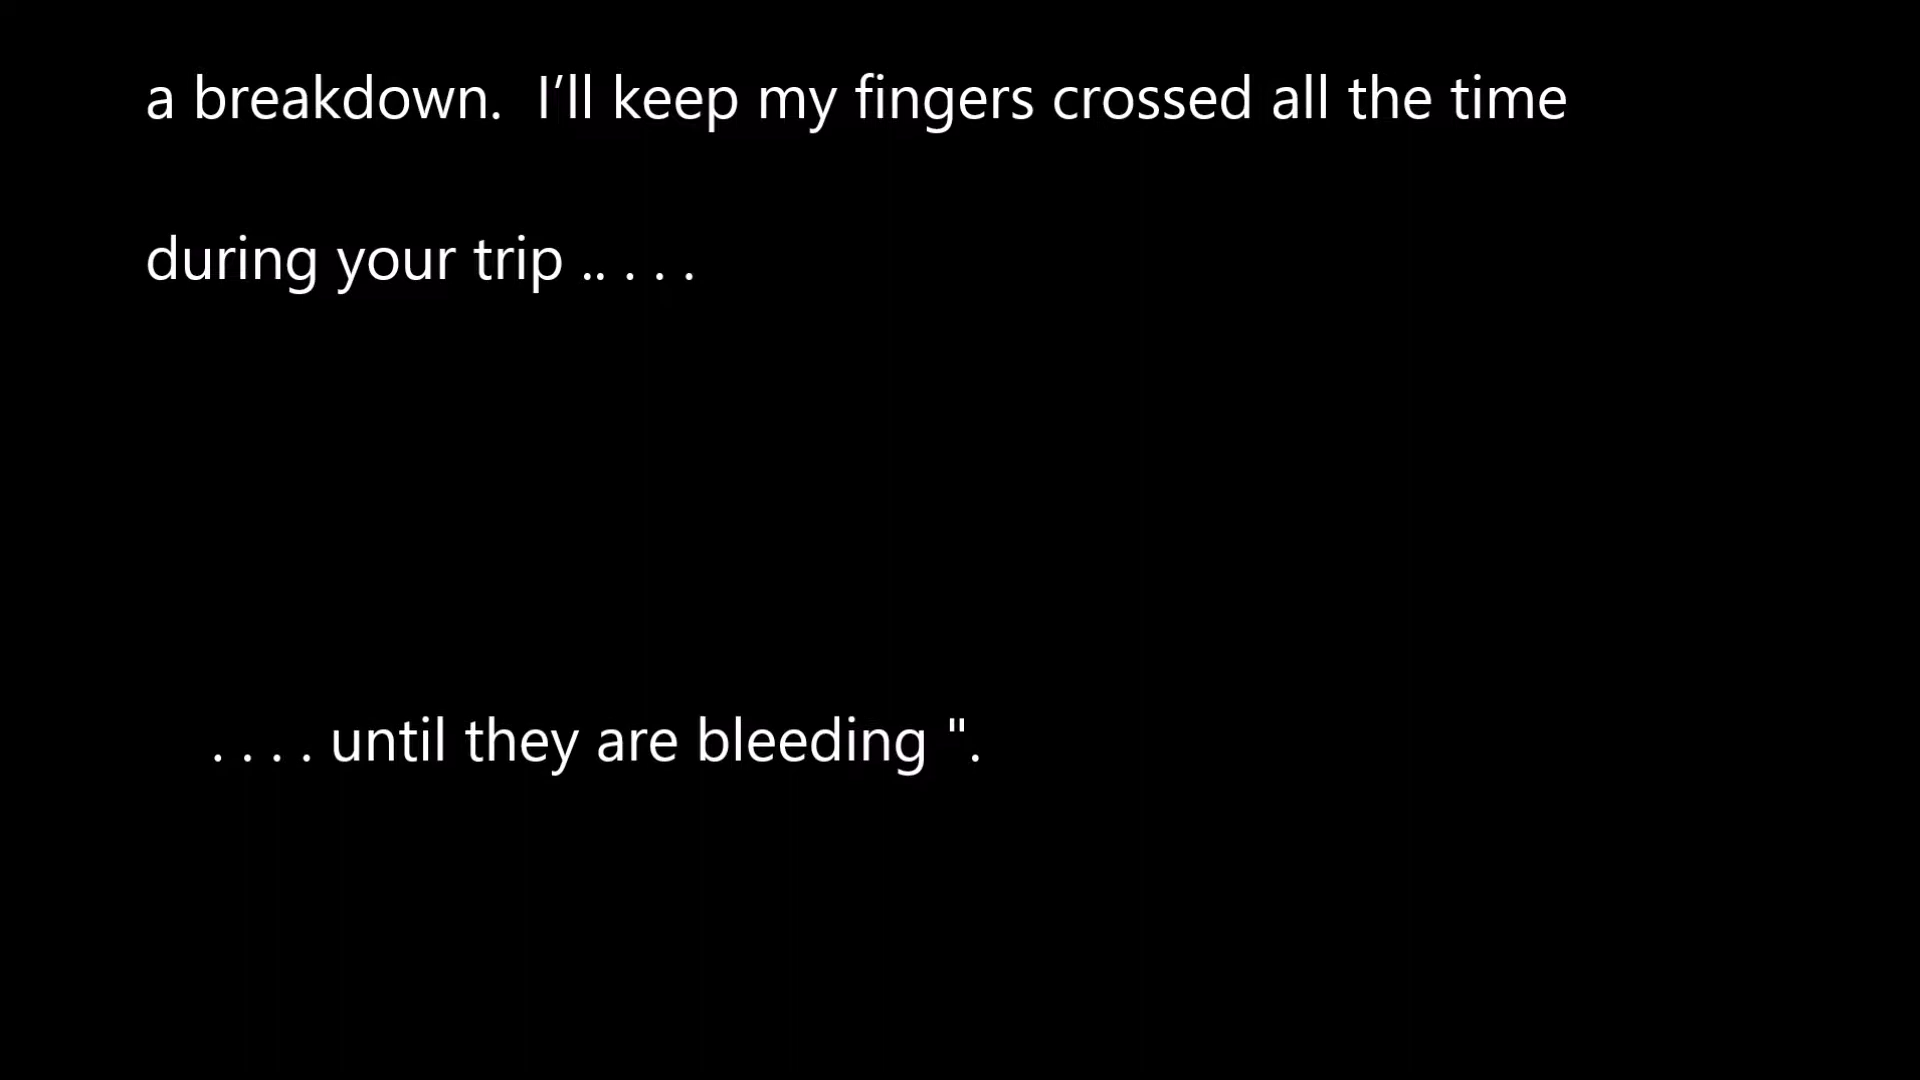 a breakdown.  I’ll keep my fingers crossed all the time
during your trip .. . . .
. . . . until they are bleeding ".